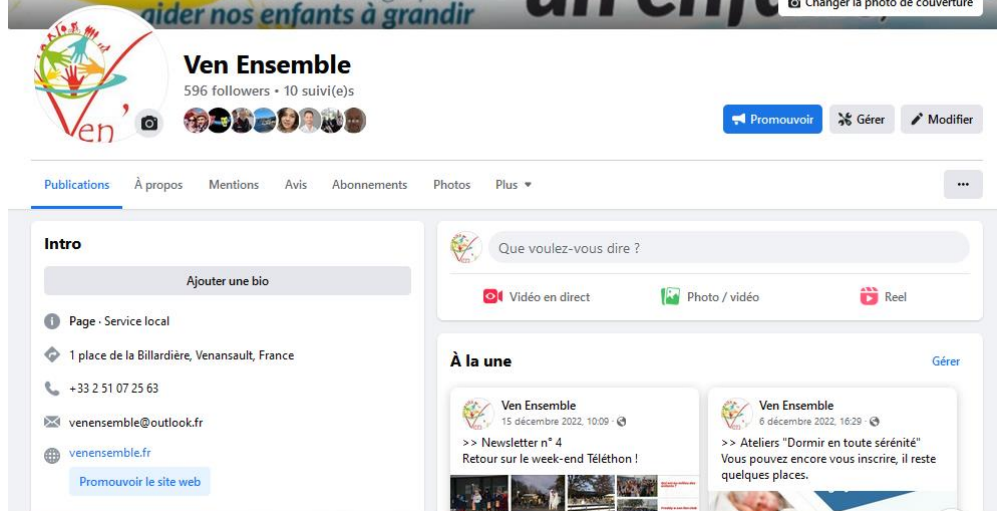 aider nos enfants à grandir
Changer la photo de couverture
Ven'
Ven Ensemble
596 followers • 10 suivi(e)s
Promouvoir
Gérer
Modifier
Publications
À propos
Mentions
Avis
Abonnements
Photos
Plus
Intro
Ajouter une bio
Page · Service local
1 place de la Billardière, Venansault, France
+33 2 51 07 25 63
venensemble@outlook.fr
venensemble.fr
Promouvoir le site web
Que voulez-vous dire ?
Vidéo en direct
Photo / vidéo
Reel
À la une
Gérer
Ven Ensemble
15 décembre 2022, 10:09
>> Newsletter n° 4
Retour sur le week-end Téléthon !
Ven Ensemble
6 décembre 2022, 16:29
>> Ateliers "Dormir en toute sérénité"
Vous pouvez encore vous inscrire, il reste
quelques places.